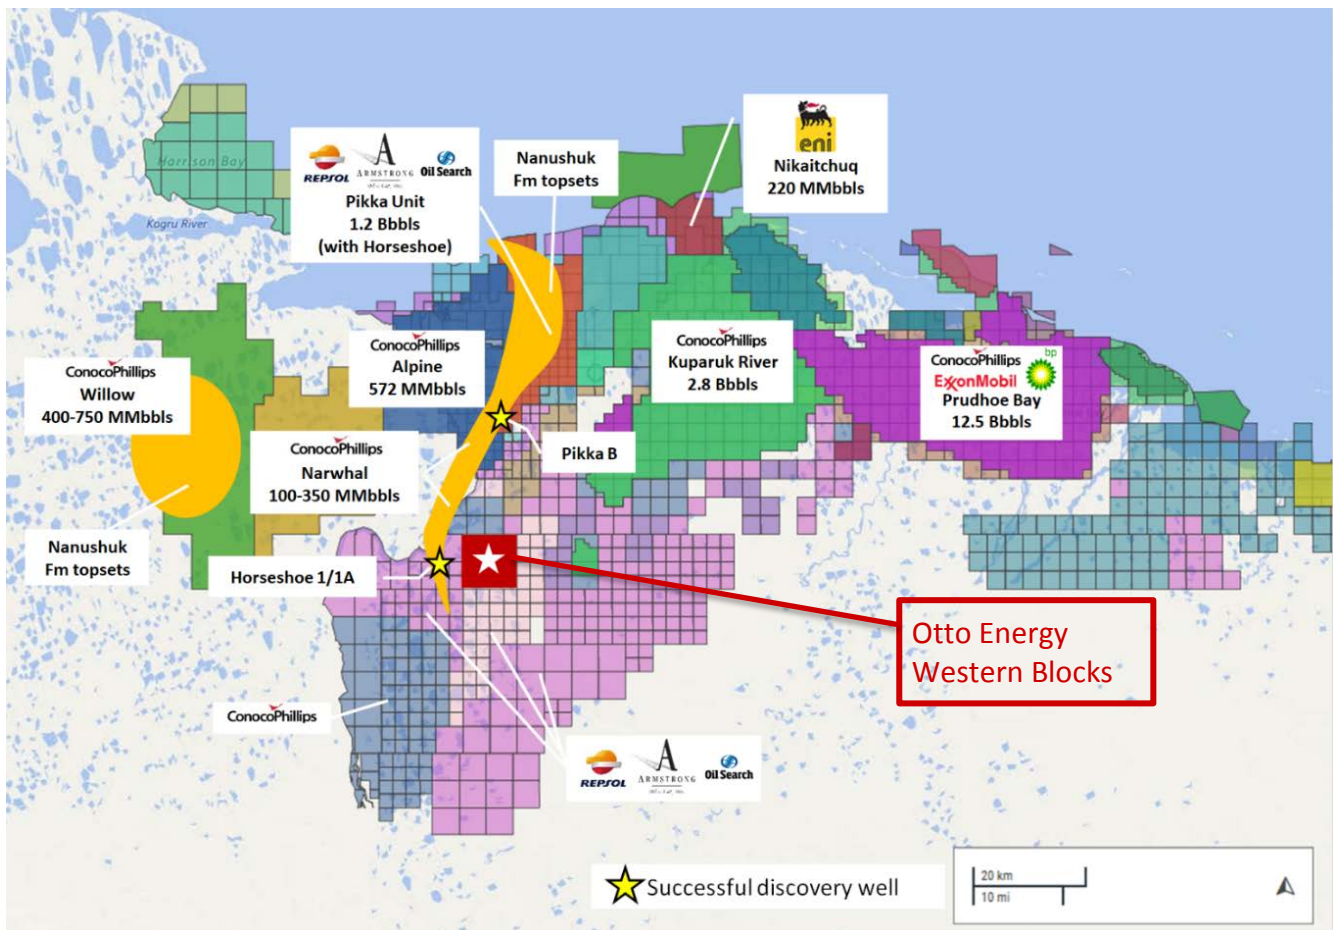 Harrison Bay
Kogru River
REPSOL
ARMSTRONG
Oil Search
Pikka Unit
1.2 Bbbls
(with Horseshoe)
Nanushuk
Fm topsets
eni
Nikaitchuq
220 MMbbls
ConocoPhillips
Willow
400-750 MMbbls
ConocoPhillips
Alpine
572 MMbbls
ConocoPhillips
Kuparuk River
2.8 Bbbls
ConocoPhillips
bp
ExxonMobil
Prudhoe Bay
12.5 Bbbls
ConocoPhillips
Narwhal
100-350 MMbbls
Pikka B
Nanushuk
Fm topsets
Horseshoe 1/1A
Otto Energy
Western Blocks
ConocoPhillips
REPSOL
ARMSTRONG
Oil Search
Successful discovery well
20 km
10 mi